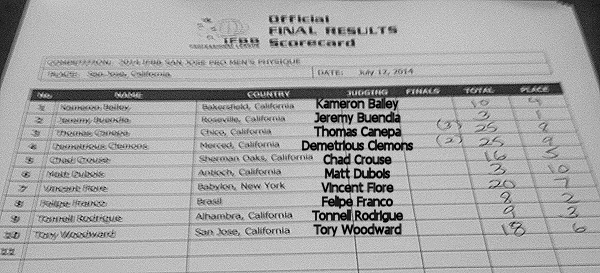 Official
FINAL RESULTS
IFBB Scorecard
PROFESSIONAL LEAGUE
COMPETITION: 2014 IFBB SAN JOSE PRO MEN'S PHYSIQUE
PLACE: San Jose, California DATE: July 12, 2014
No. NAME COUNTRY JUDGING FINALS TOTAL PLACE
1 Kameron Bailey Bakersfield, California Kameron Bailey 10 4
2 Jeremy Buendia Roseville, California Jeremy Buendia 3 1
3 Thomas Canepa Chico, California Thomas Canepa (3) 25 8
4 Demetrious Clemons Merced, California Demetrious Clemons (2) 25 9
5 Chad Crouse Sherman Oaks, California Chad Crouse 16 5
6 Matt Dubois Antioch, California Matt Dubois 3 10
7 Vincent Fiore Babylon, New York Vincent Fiore 20 7
8 Felipe Franco Brasil Felipe Franco 8 2
9 Tonnell Rodrigue Alhambra, California Tonnell Rodrigue 9 3
10 Tory Woodward San Jose, California Tory Woodward 18 6
11